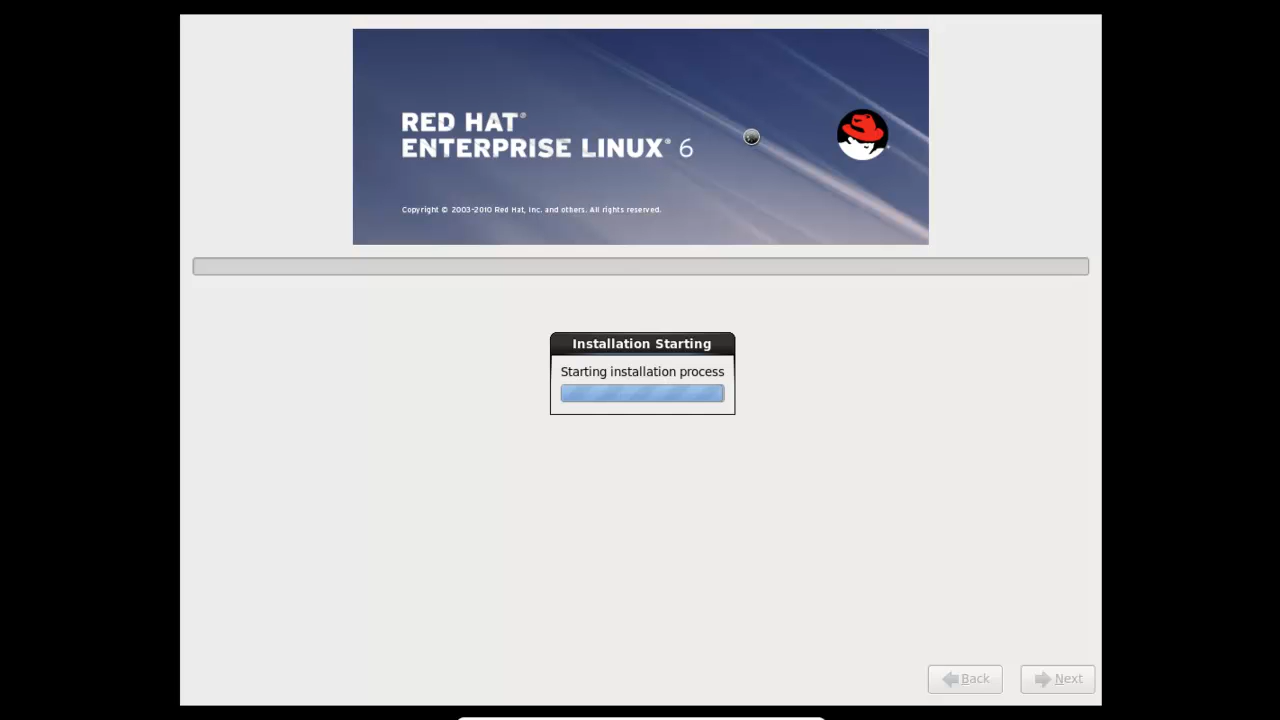 RED HAT®
ENTERPRISE LINUX® 6
Copyright © 2003-2010 Red Hat, Inc. and others. All rights reserved.
Installation Starting
Starting installation process
Back
Next